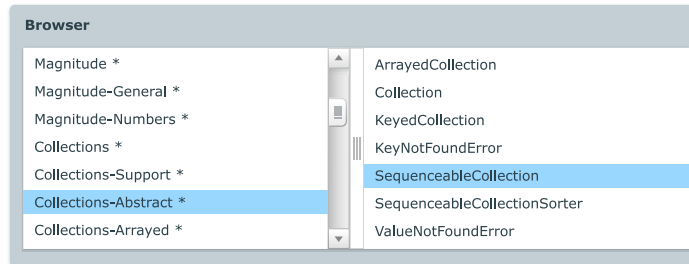 Browser
Magnitude *
Magnitude-General *
Magnitude-Numbers *
Collections *
Collections-Support *
Collections-Abstract *
Collections-Arrayed *
ArrayedCollection
Collection
KeyedCollection
KeyNotFoundError
SequenceableCollection
SequenceableCollectionSorter
ValueNotFoundError